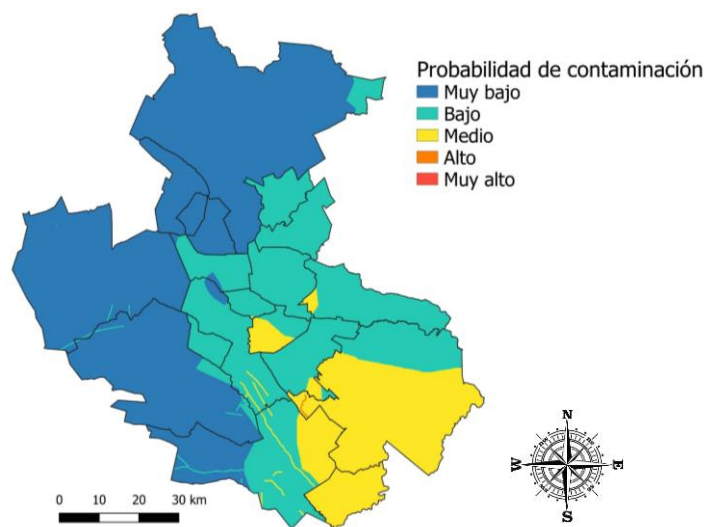 Probabilidad de contaminación
Muy bajo
Bajo
Medio
Alto
Muy alto
0 10 20 30 km
N
W E
S